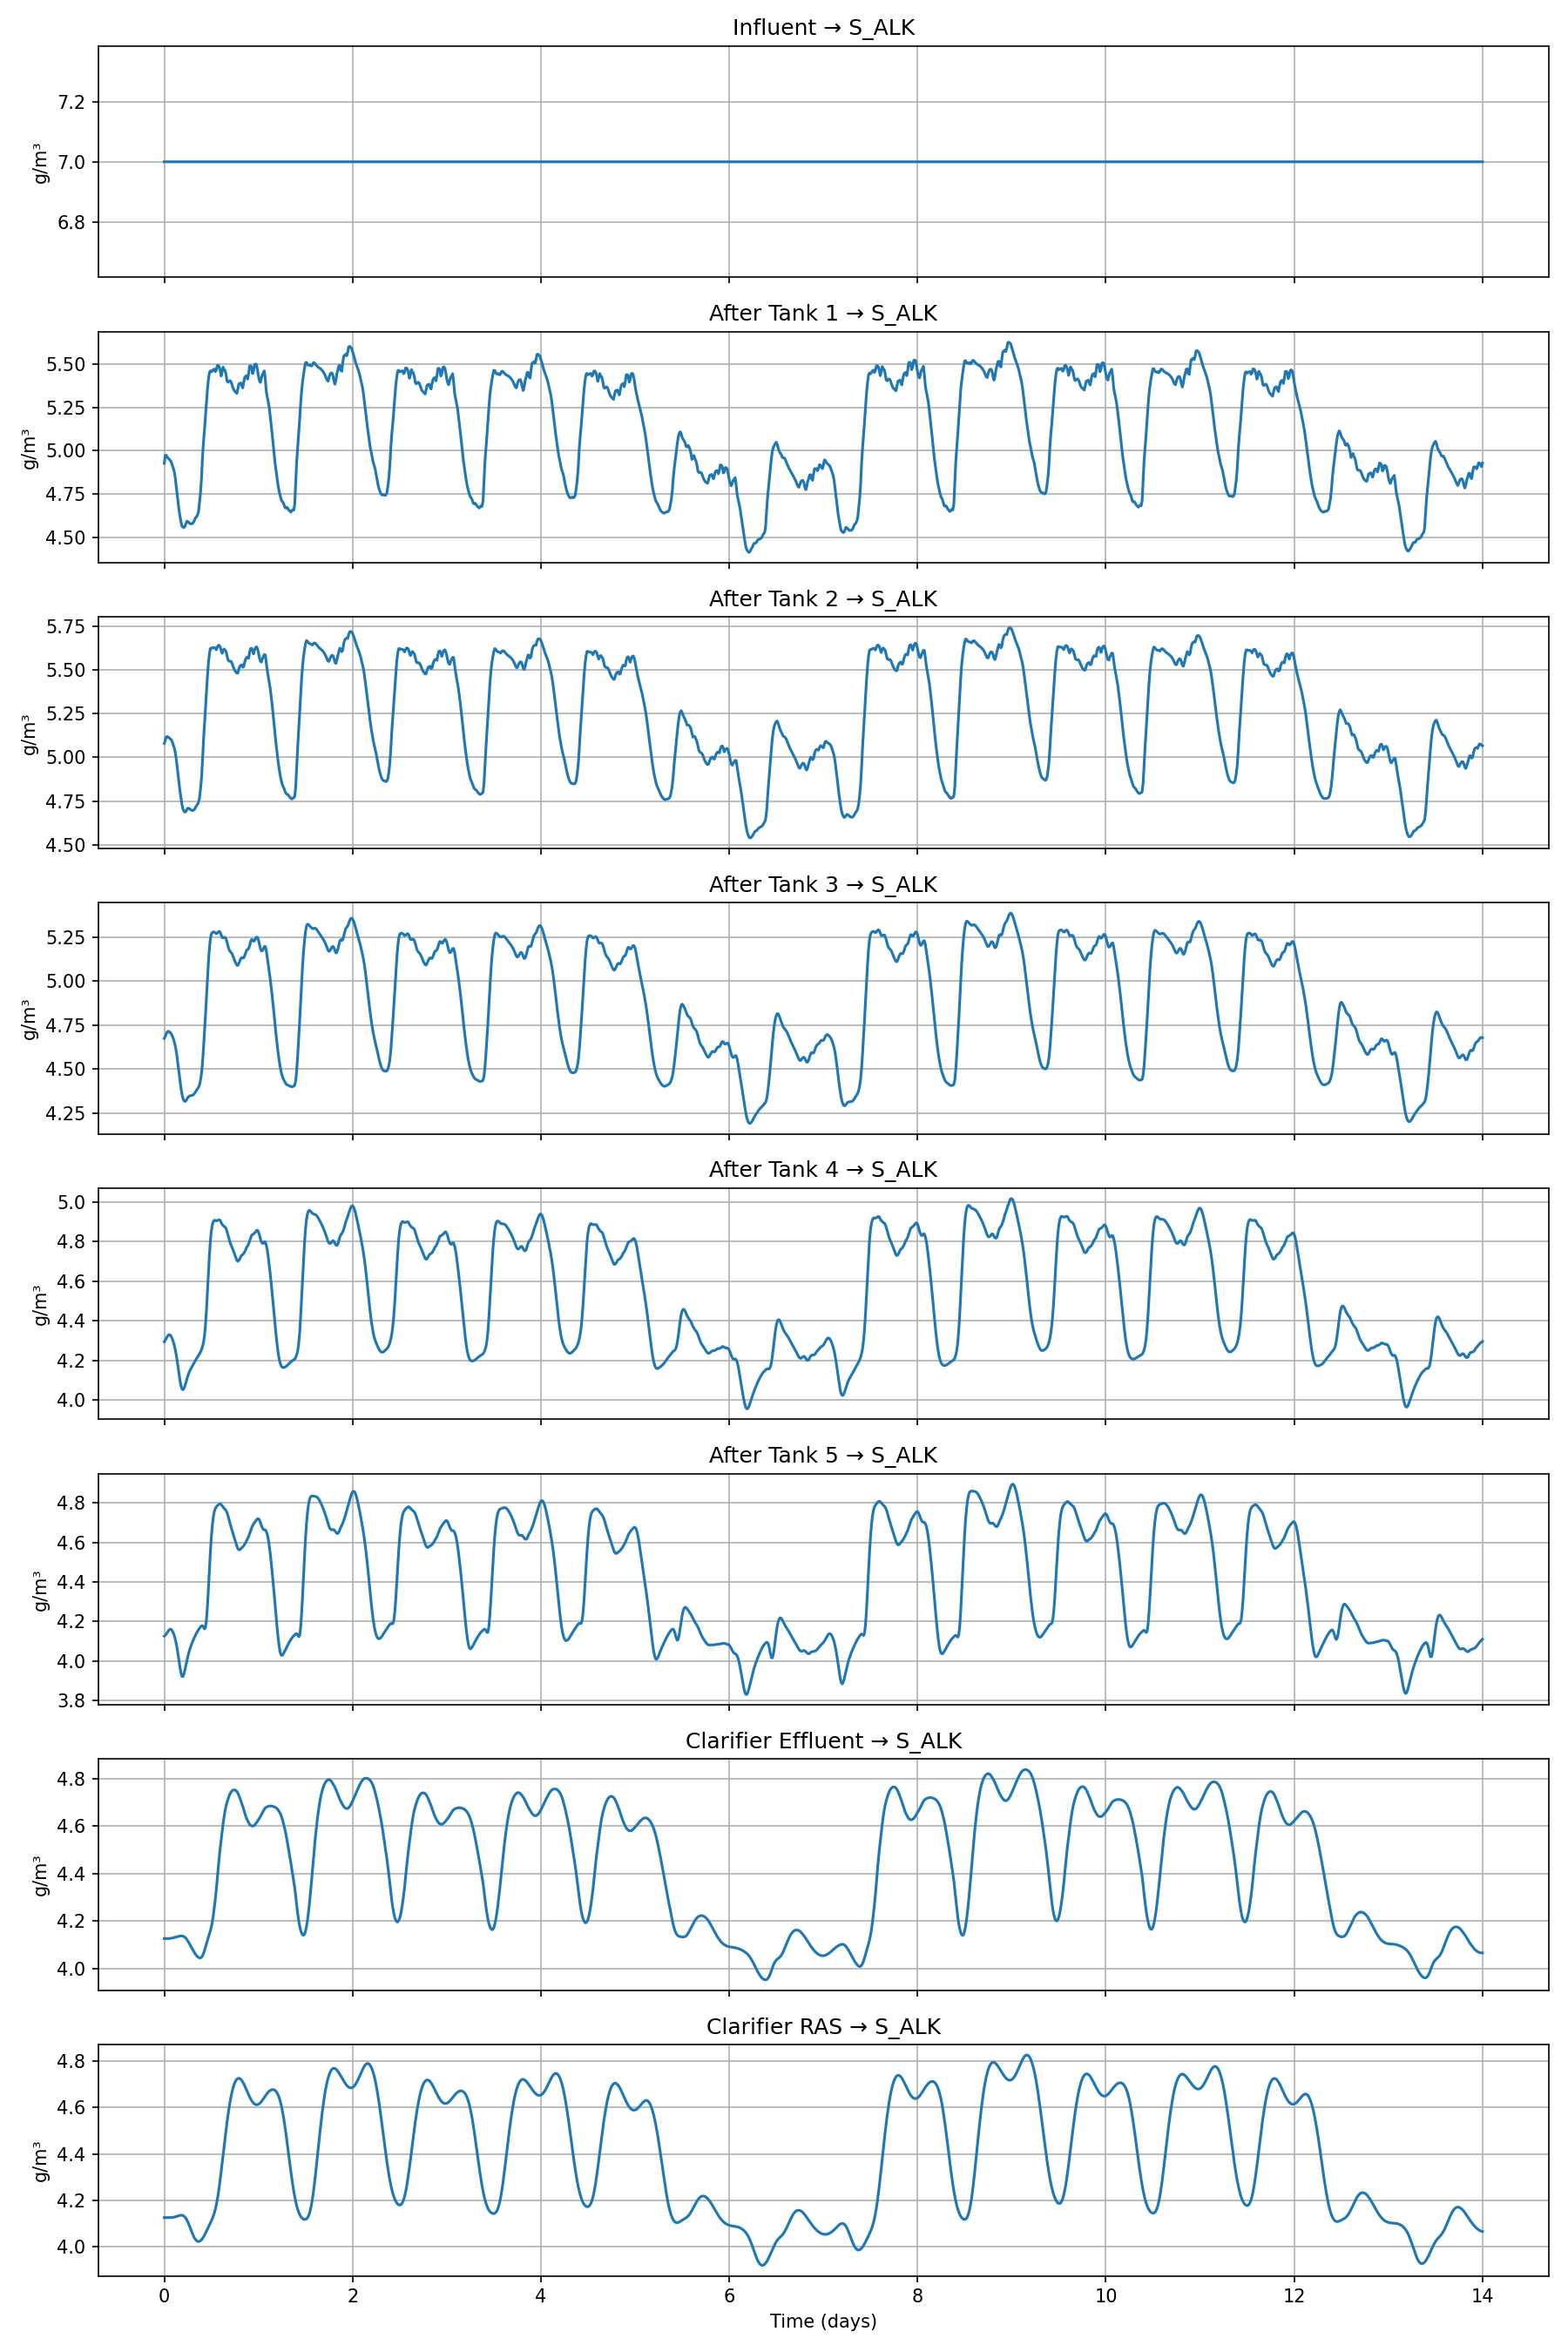 Influent → S_ALK
7.2
7.0
6.8
g/m³
After Tank 1 → S_ALK
5.50
5.25
5.00
4.75
4.50
g/m³
After Tank 2 → S_ALK
5.75
5.50
5.25
5.00
4.75
4.50
g/m³
After Tank 3 → S_ALK
5.25
5.00
4.75
4.50
4.25
g/m³
After Tank 4 → S_ALK
5.0
4.8
4.6
4.4
4.2
4.0
g/m³
After Tank 5 → S_ALK
4.8
4.6
4.4
4.2
4.0
3.8
g/m³
Clarifier Effluent → S_ALK
4.8
4.6
4.4
4.2
4.0
g/m³
Clarifier RAS → S_ALK
4.8
4.6
4.4
4.2
4.0
g/m³
0 2 4 6 8 10 12 14
Time (days)